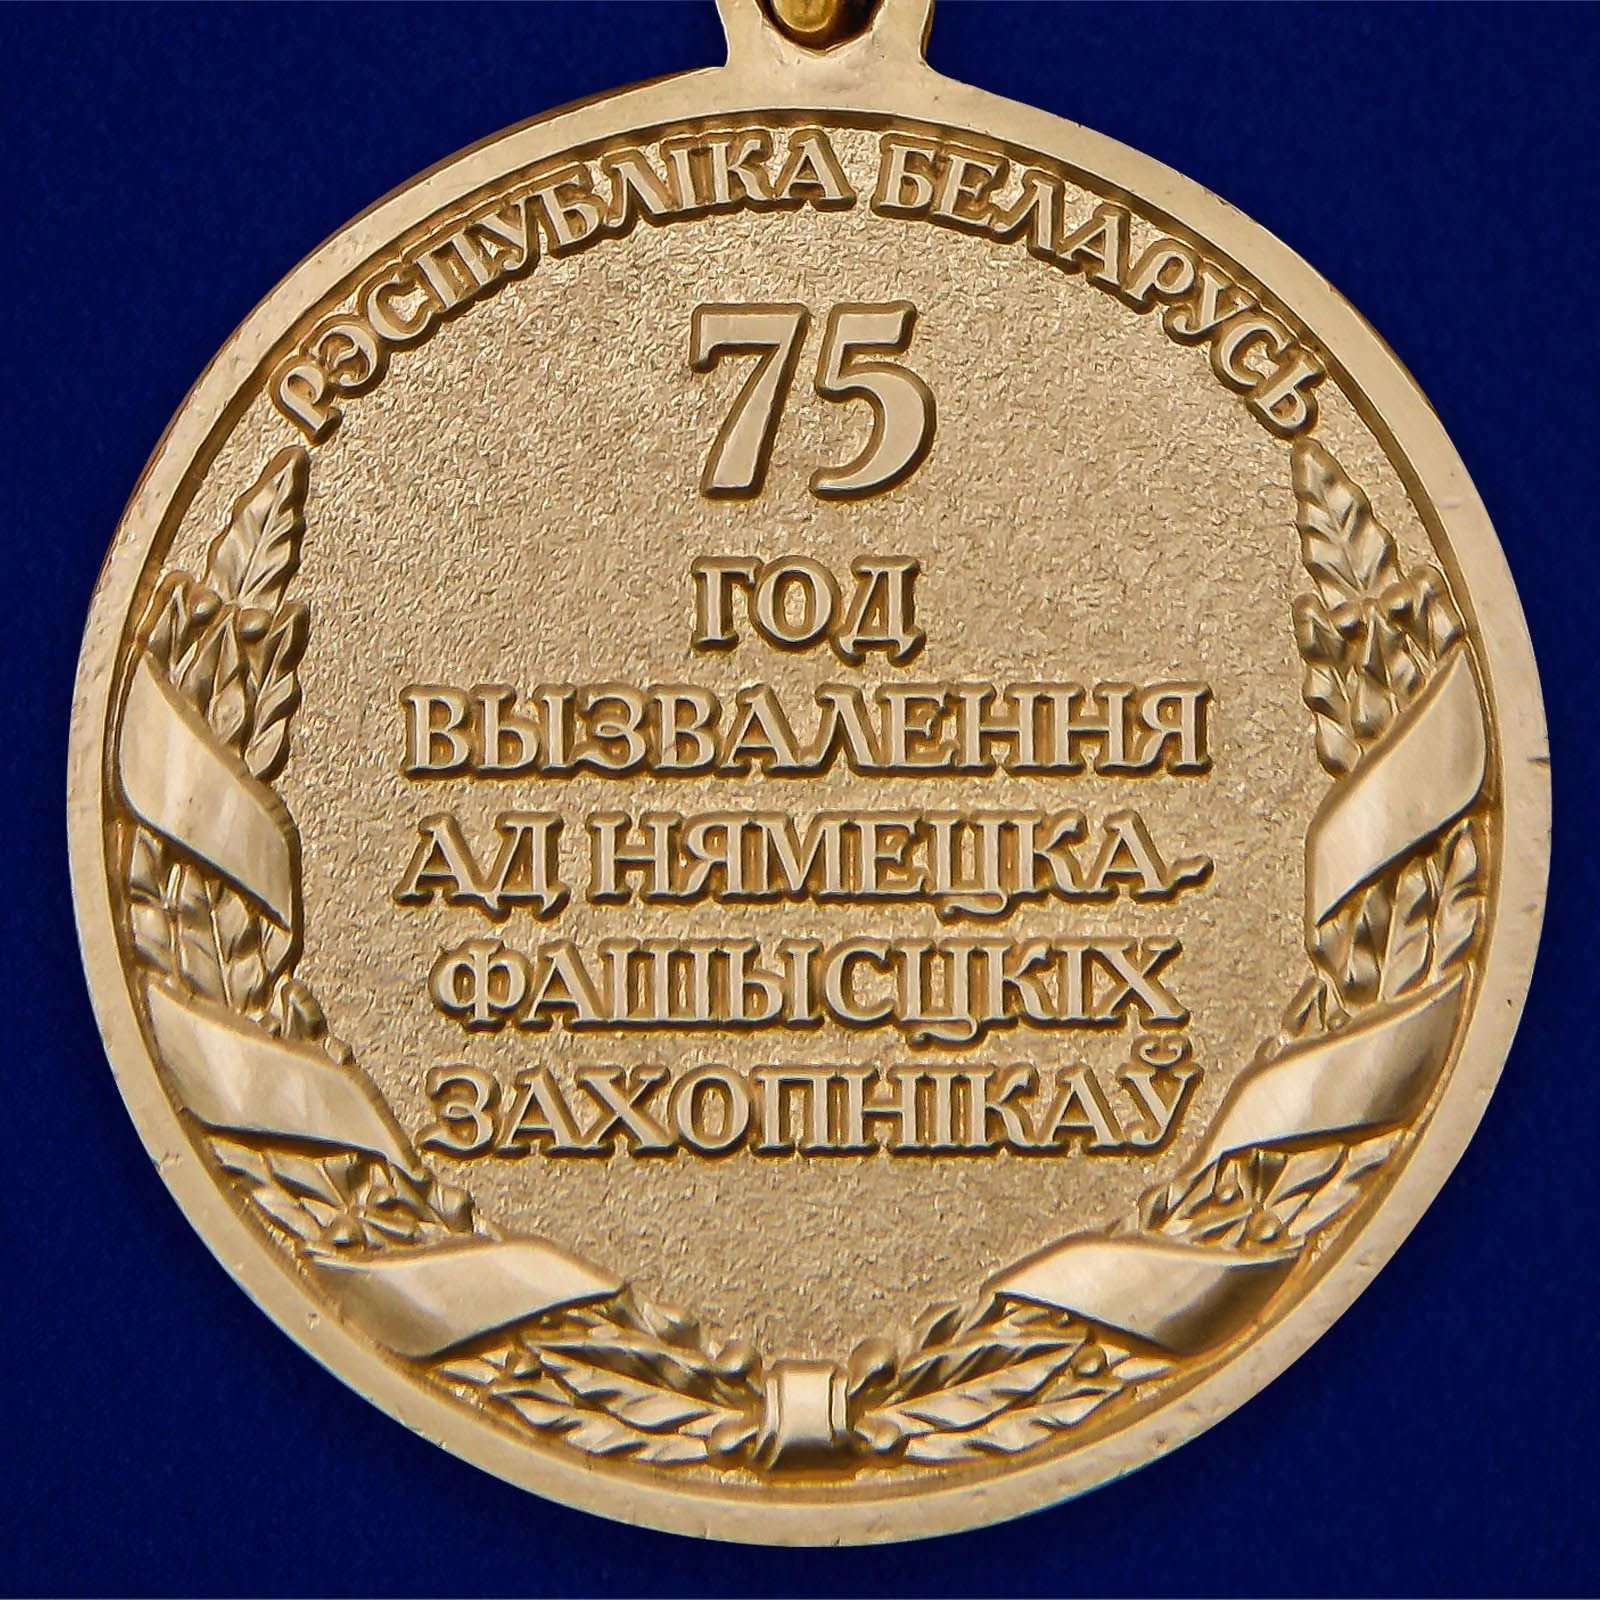 РЭСПУБЛІКА БЕЛАРУСЬ
75
ГОД
ВЫЗВАЛЕННЯ
АД НЯМЕЦКА-
ФАШЫСЦКІХ
ЗАХОПНІКАЎ